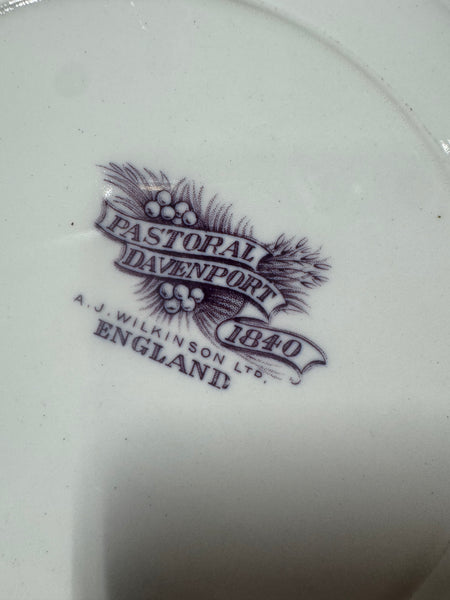 PASTORAL
DAVENPORT
1840
A.J. WILKINSON LTD.
ENGLAND